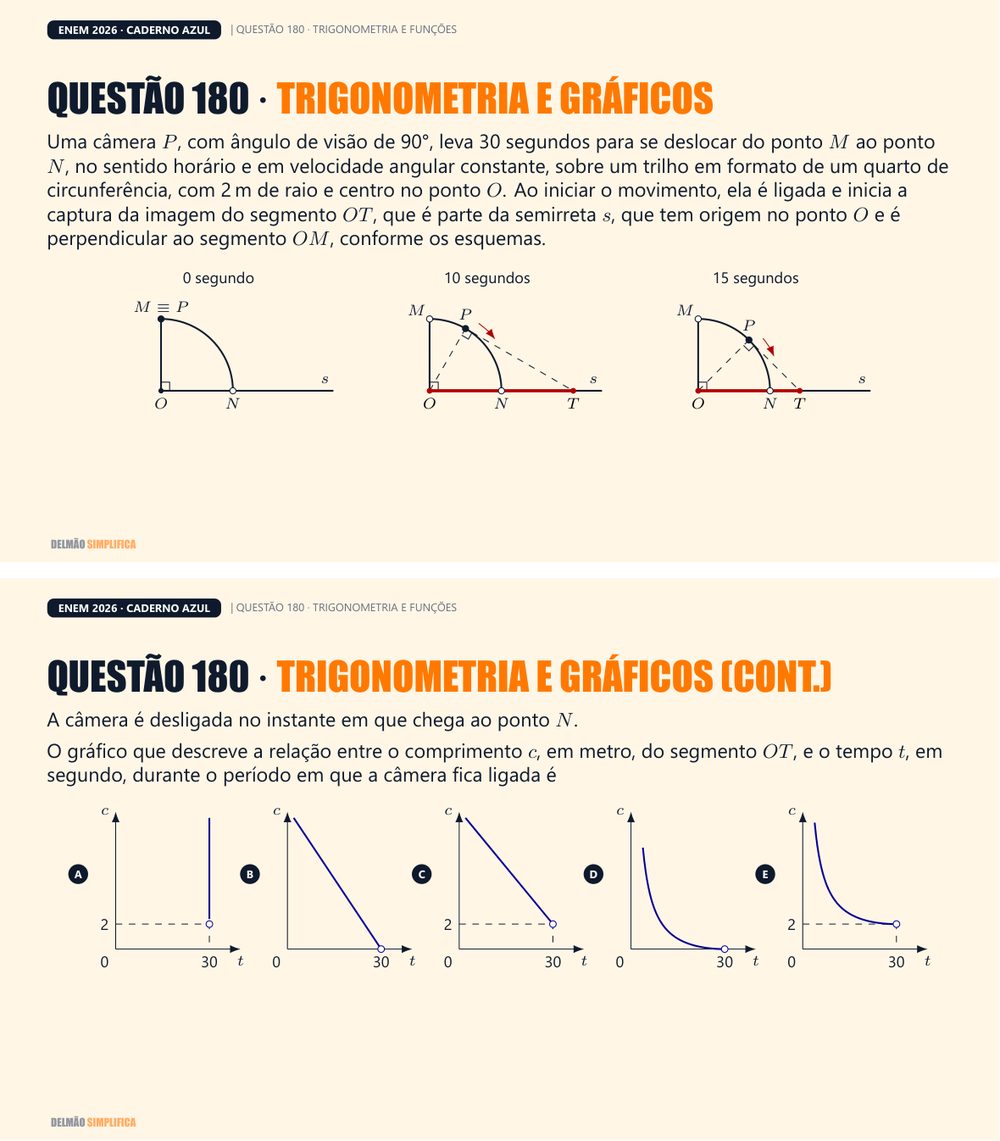 ENEM 2026 · CADERNO AZUL | QUESTÃO 180 · TRIGONOMETRIA E FUNÇÕES
QUESTÃO 180 · TRIGONOMETRIA E GRÁFICOS
Uma câmera P, com ângulo de visão de 90°, leva 30 segundos para se deslocar do ponto M ao ponto
N, no sentido horário e em velocidade angular constante, sobre um trilho em formato de um quarto de
circunferência, com 2 m de raio e centro no ponto O. Ao iniciar o movimento, ela é ligada e inicia a
captura da imagem do segmento OT, que é parte da semirreta s, que tem origem no ponto O e é
perpendicular ao segmento OM, conforme os esquemas.
0 segundo
M ≡ P
s
O N
10 segundos
M P
s
O N T
15 segundos
M P
s
O N T
DELMÃO SIMPLIFICA
ENEM 2026 · CADERNO AZUL | QUESTÃO 180 · TRIGONOMETRIA E FUNÇÕES
QUESTÃO 180 · TRIGONOMETRIA E GRÁFICOS (CONT.)
A câmera é desligada no instante em que chega ao ponto N.
O gráfico que descreve a relação entre o comprimento c, em metro, do segmento OT, e o tempo t, em
segundo, durante o período em que a câmera fica ligada é
A
c
2
0 30 t
B
c
0 30 t
C
c
2
0 30 t
D
c
0 30 t
E
c
2
0 30 t
DELMÃO SIMPLIFICA